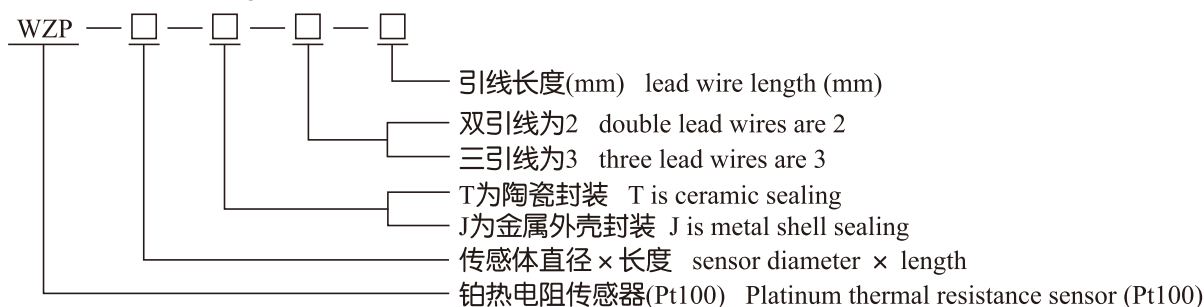 WZP — □ — □ — □ — □
引线长度(mm) lead wire length (mm)
双引线为2 double lead wires are 2
三引线为3 three lead wires are 3
T为陶瓷封装 T is ceramic sealing
J为金属外壳封装 J is metal shell sealing
传感体直径×长度 sensor diameter × length
铂热电阻传感器(Pt100) Platinum thermal resistance sensor (Pt100)